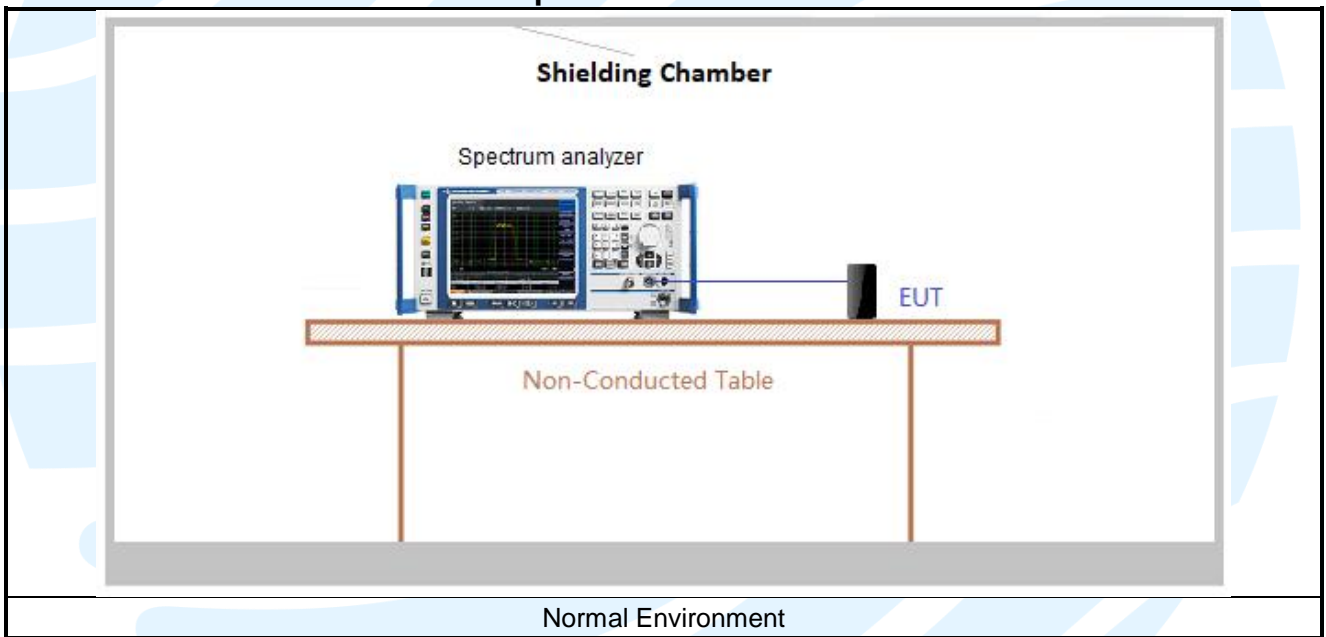 Shielding Chamber
Spectrum analyzer
EUT
Non-Conducted Table
Normal Environment